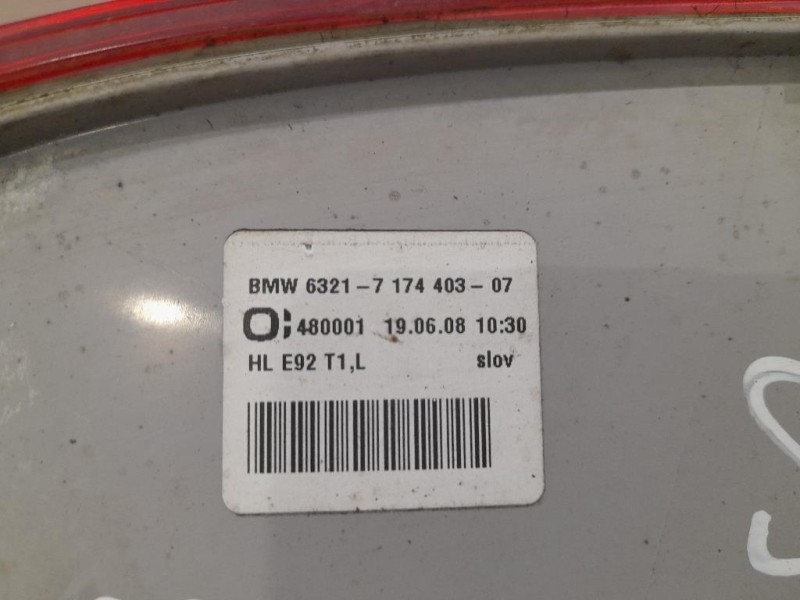 BMW 6321-7 174 403-07
480001 19.06.08 10:30
HL E92 T1,L slov